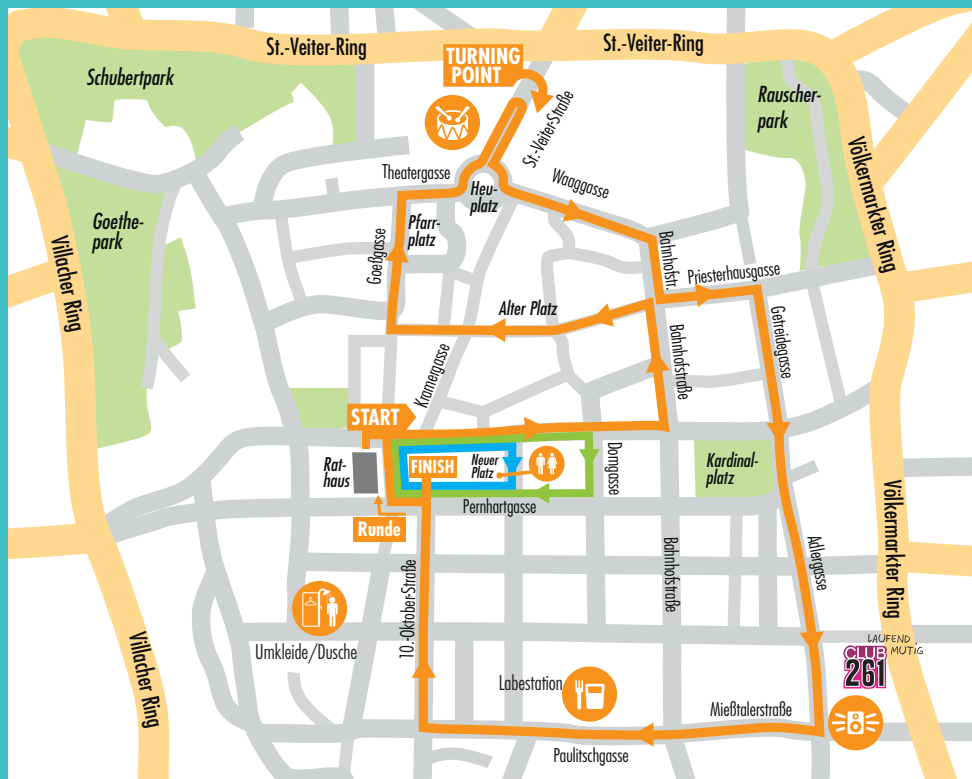 St.-Veiter-Ring
St.-Veiter-Ring
TURNING
POINT
Schubertpark
Rauscher-
park
St.-Veiter-Straße
Völkermarkter Ring
Theatergasse
Heu-
platz
Waaggasse
Goethe-
park
Pfarr-
platz
Goeßgasse
Villacher Ring
Bahnhofstr.
Priesterhausgasse
Alter Platz
Getreidegasse
Kramergasse
Bahnhofstraße
START
Rat-
haus
FINISH
Neuer
Platz
Domgasse
Kardinal-
platz
Pernhartgasse
Runde
Völkermarkter Ring
Bahnhofstraße
Adlergasse
10.-Oktober-Straße
Umkleide/Dusche
Villacher Ring
LAUFEND
MUTIG
CLUB
261
Labestation
Mießtalerstraße
Paulitschgasse